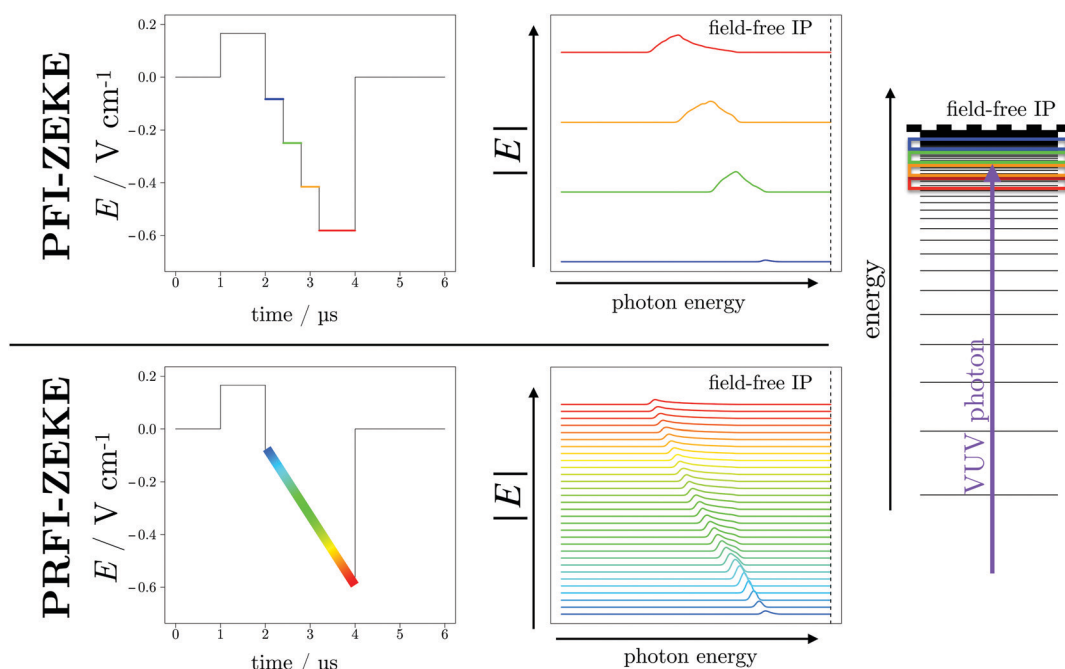 PFI-ZEKE
E / V cm⁻¹
0.2
0.0
−0.2
−0.4
−0.6
0 1 2 3 4 5 6
time / µs
|E|
field-free IP
photon energy
PRFI-ZEKE
E / V cm⁻¹
0.2
0.0
−0.2
−0.4
−0.6
0 1 2 3 4 5 6
time / µs
|E|
field-free IP
photon energy
energy
field-free IP
VUV photon